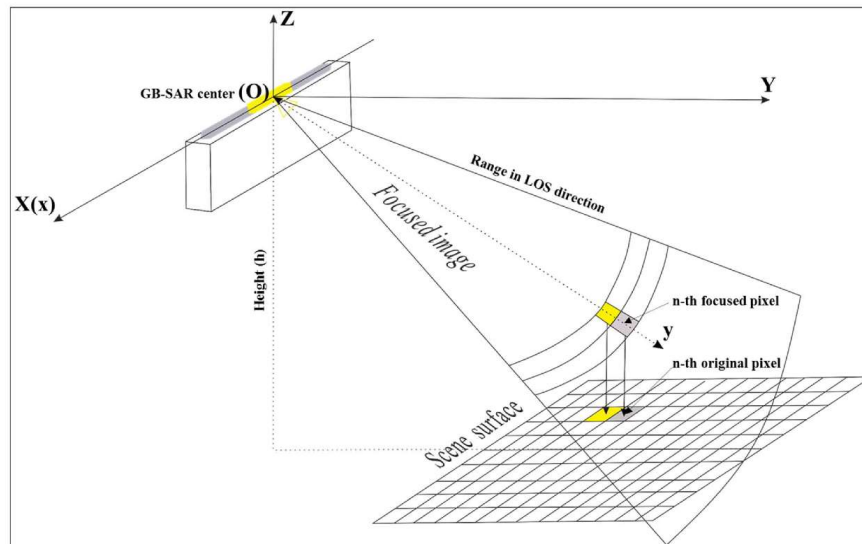 Z
GB-SAR center (O)
Y
X(x)
Range in LOS direction
Focused image
Height (h)
n-th focused pixel
y
n-th original pixel
Scene surface